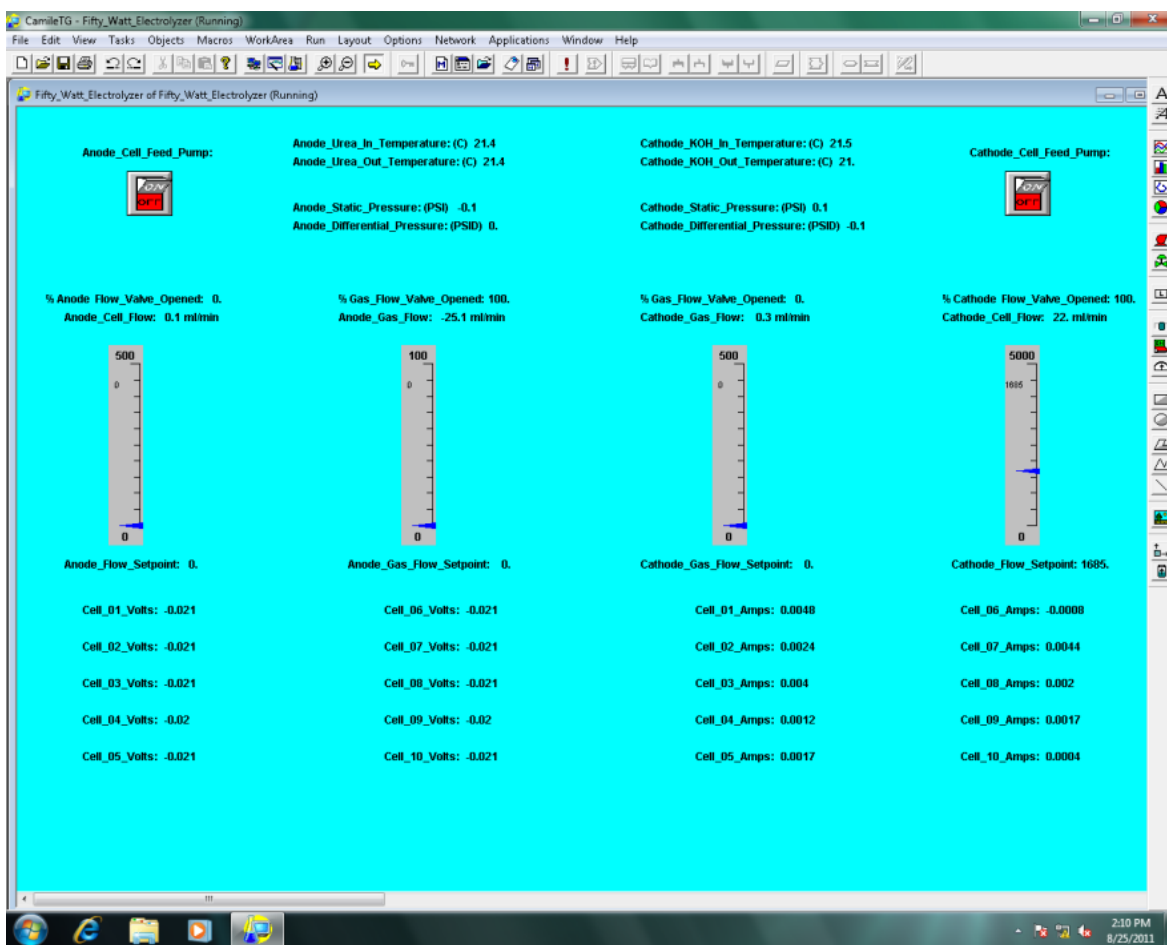 CamileTG - Fifty_Watt_Electrolyzer (Running)
File Edit View Tasks Objects Macros WorkArea Run Layout Options Network Applications Window Help
Fifty_Watt_Electrolyzer of Fifty_Watt_Electrolyzer (Running)
Anode_Cell_Feed_Pump:
ON
OFF
Anode_Urea_In_Temperature: (C) 21.4
Anode_Urea_Out_Temperature: (C) 21.4
Anode_Static_Pressure: (PSI) -0.1
Anode_Differential_Pressure: (PSID) 0.
Cathode_KOH_In_Temperature: (C) 21.5
Cathode_KOH_Out_Temperature: (C) 21.
Cathode_Static_Pressure: (PSI) 0.1
Cathode_Differential_Pressure: (PSID) -0.1
Cathode_Cell_Feed_Pump:
ON
OFF
% Anode Flow_Valve_Opened: 0.
Anode_Cell_Flow: 0.1 ml/min
% Gas_Flow_Valve_Opened: 100.
Anode_Gas_Flow: -25.1 ml/min
% Gas_Flow_Valve_Opened: 0.
Cathode_Gas_Flow: 0.3 ml/min
% Cathode Flow_Valve_Opened: 100.
Cathode_Cell_Flow: 22. ml/min
500
0
0
100
0
0
500
0
0
5000
1685
0
Anode_Flow_Setpoint: 0.
Anode_Gas_Flow_Setpoint: 0.
Cathode_Gas_Flow_Setpoint: 0.
Cathode_Flow_Setpoint: 1685.
Cell_01_Volts: -0.021
Cell_06_Volts: -0.021
Cell_01_Amps: 0.0048
Cell_06_Amps: -0.0008
Cell_02_Volts: -0.021
Cell_07_Volts: -0.021
Cell_02_Amps: 0.0024
Cell_07_Amps: 0.0044
Cell_03_Volts: -0.021
Cell_08_Volts: -0.021
Cell_03_Amps: 0.004
Cell_08_Amps: 0.002
Cell_04_Volts: -0.02
Cell_09_Volts: -0.02
Cell_04_Amps: 0.0012
Cell_09_Amps: 0.0017
Cell_05_Volts: -0.021
Cell_10_Volts: -0.021
Cell_05_Amps: 0.0017
Cell_10_Amps: 0.0004
2:10 PM
8/25/2011